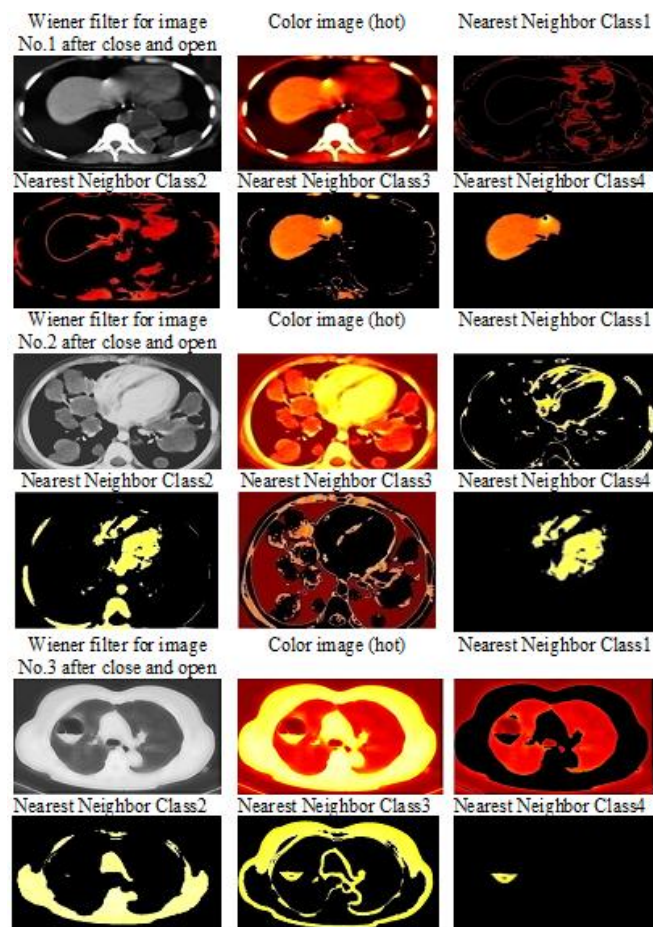 Wiener filter for image
No.1 after close and open
Color image (hot)
Nearest Neighbor Class1
Nearest Neighbor Class2
Nearest Neighbor Class3
Nearest Neighbor Class4
Wiener filter for image
No.2 after close and open
Color image (hot)
Nearest Neighbor Class1
Nearest Neighbor Class2
Nearest Neighbor Class3
Nearest Neighbor Class4
Wiener filter for image
No.3 after close and open
Color image (hot)
Nearest Neighbor Class1
Nearest Neighbor Class2
Nearest Neighbor Class3
Nearest Neighbor Class4